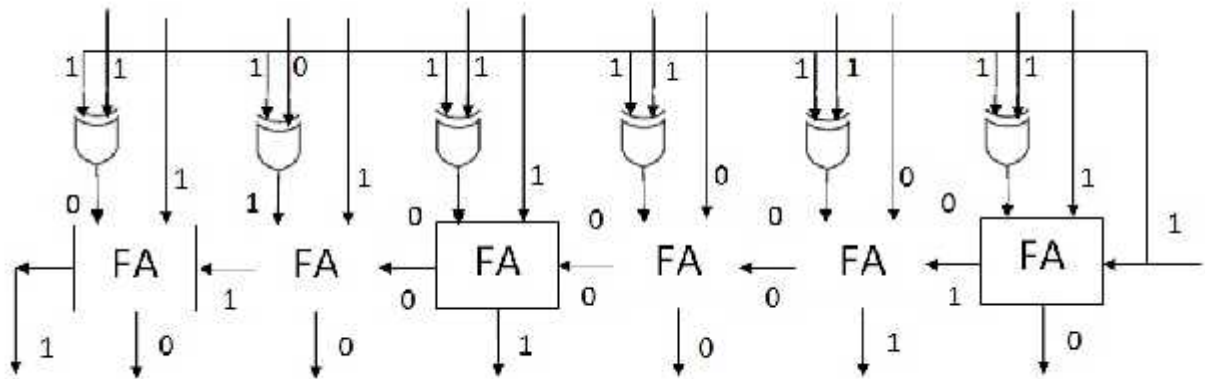 1 1 1 0 1 1 1 1 1 1 1 1
1 1 1 0 0 1
0 1 0 0 0 0 0 1
FA FA FA FA FA FA
1 0 0 0 1
1 0 0 1 0 1 0